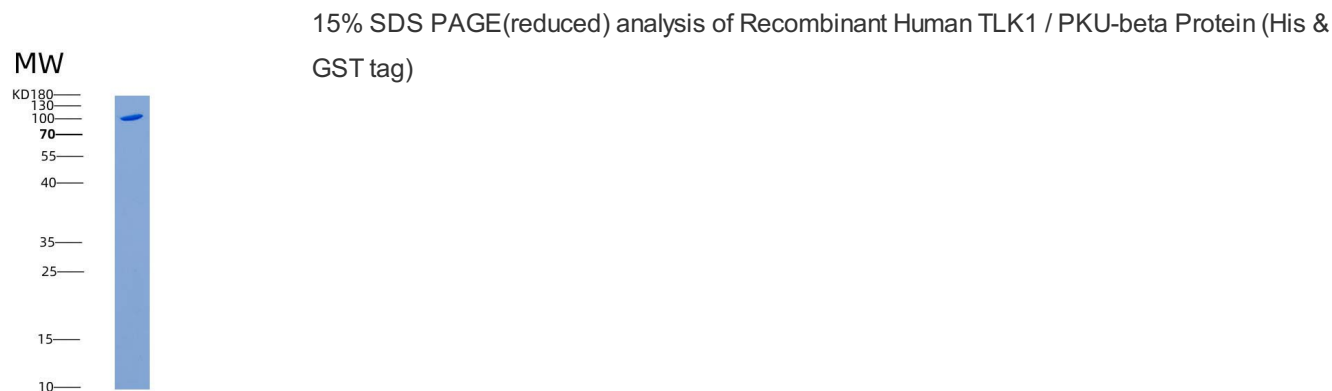 15% SDS PAGE(reduced) analysis of Recombinant Human TLK1 / PKU-beta Protein (His &
GST tag)
MW
KD180
130
100
70
55
40
35
25
15
10